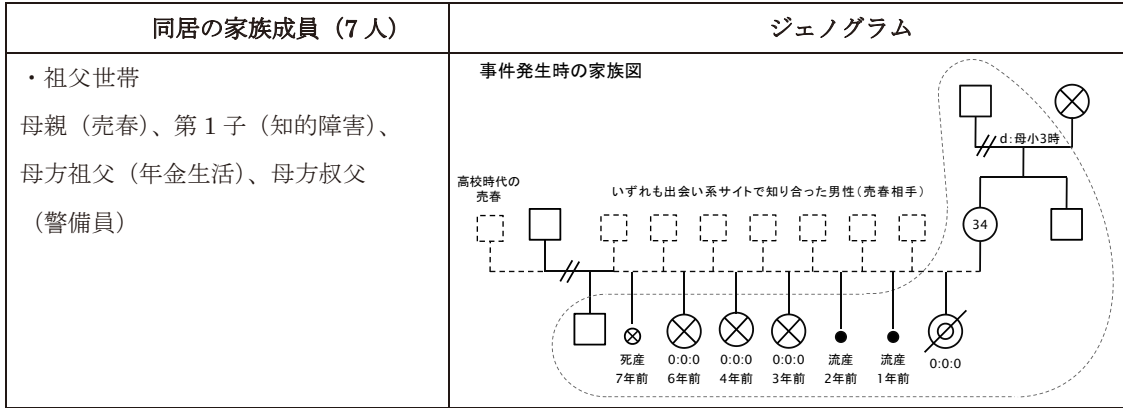 同居の家族成員（7人）
ジェノグラム
・祖父世帯
母親（売春）、第1子（知的障害）、
母方祖父（年金生活）、母方叔父
（警備員）
事件発生時の家族図
d:母小3時
高校時代の
売春
いずれも出会い系サイトで知り合った男性（売春相手）
34
死産
7年前
0:0:0
6年前
0:0:0
4年前
0:0:0
3年前
流産
2年前
流産
1年前
0:0:0